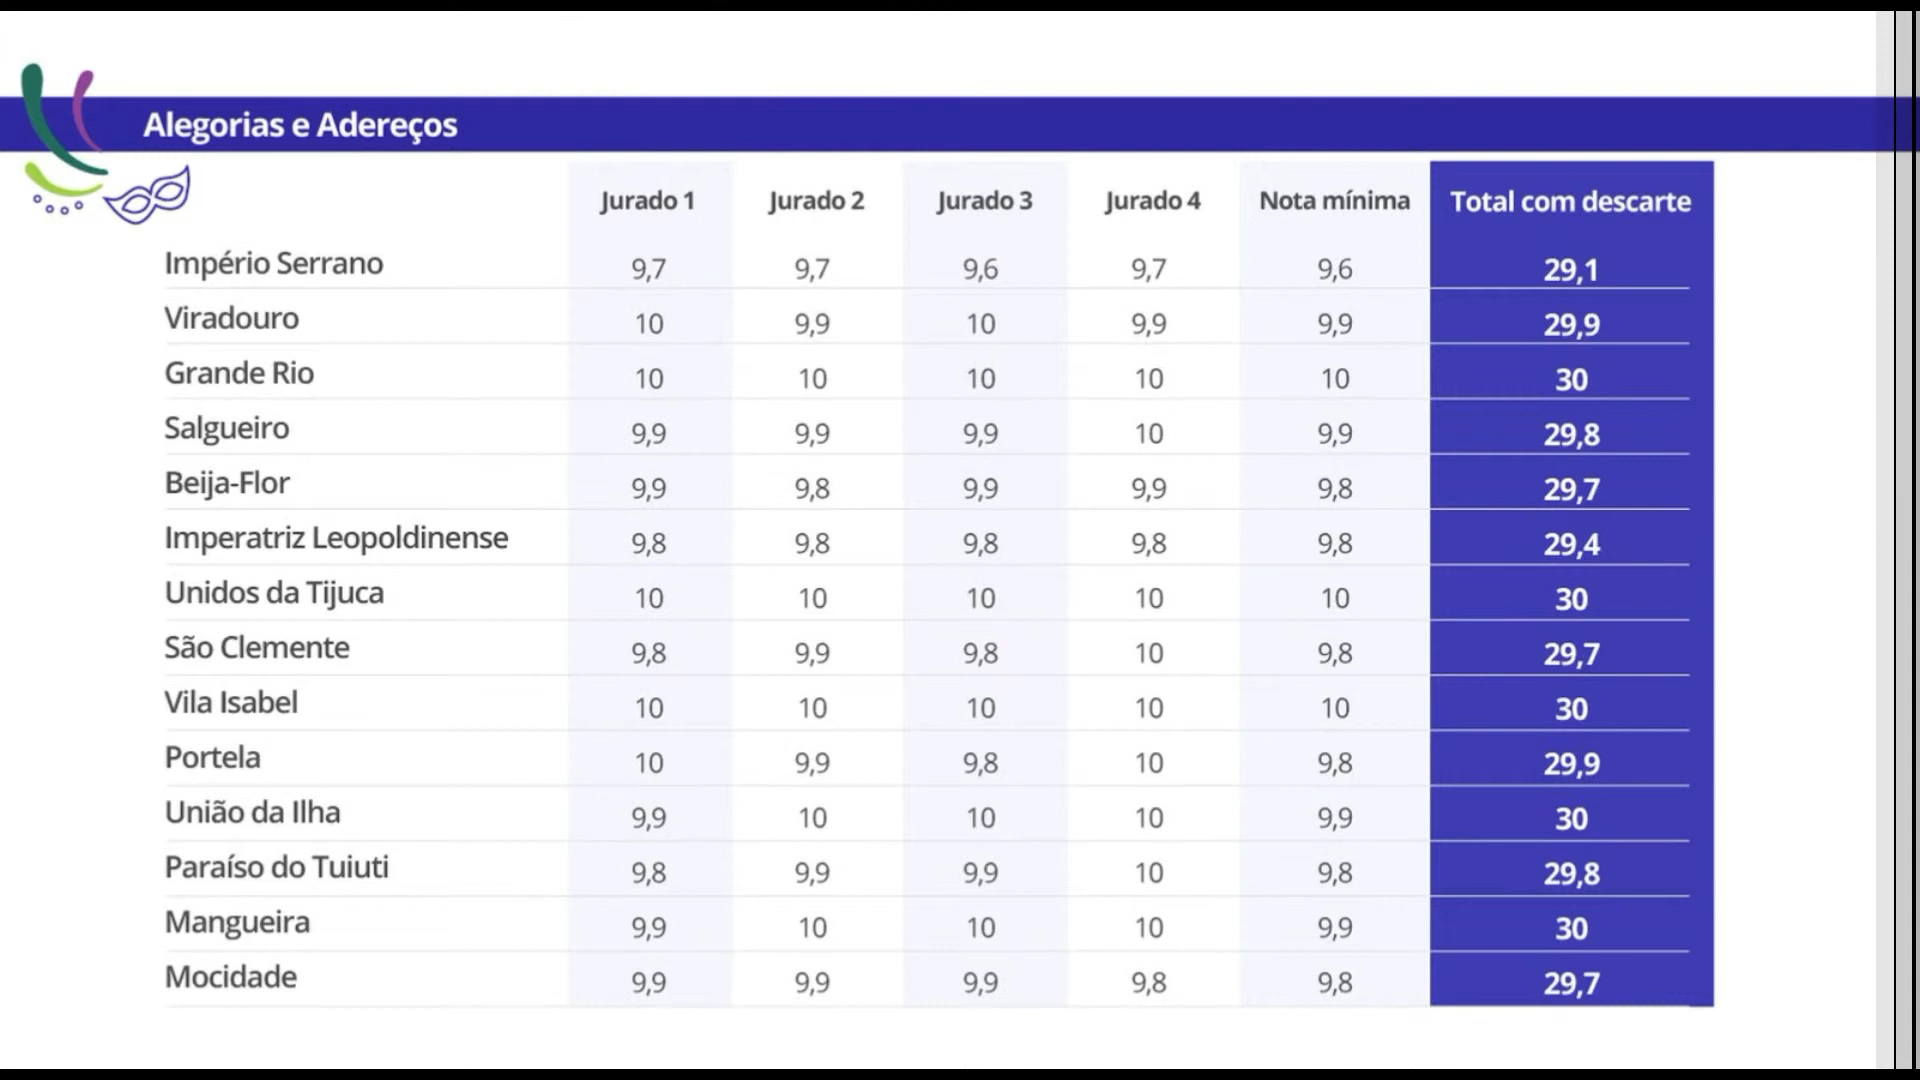 Alegorias e Adereços
Jurado 1 Jurado 2 Jurado 3 Jurado 4 Nota mínima Total com descarte
Império Serrano 9,7 9,7 9,6 9,7 9,6 29,1
Viradouro 10 9,9 10 9,9 9,9 29,9
Grande Rio 10 10 10 10 10 30
Salgueiro 9,9 9,9 9,9 10 9,9 29,8
Beija-Flor 9,9 9,8 9,9 9,9 9,8 29,7
Imperatriz Leopoldinense 9,8 9,8 9,8 9,8 9,8 29,4
Unidos da Tijuca 10 10 10 10 10 30
São Clemente 9,8 9,9 9,8 10 9,8 29,7
Vila Isabel 10 10 10 10 10 30
Portela 10 9,9 9,8 10 9,8 29,9
União da Ilha 9,9 10 10 10 9,9 30
Paraíso do Tuiuti 9,8 9,9 9,9 10 9,8 29,8
Mangueira 9,9 10 10 10 9,9 30
Mocidade 9,9 9,9 9,9 9,8 9,8 29,7